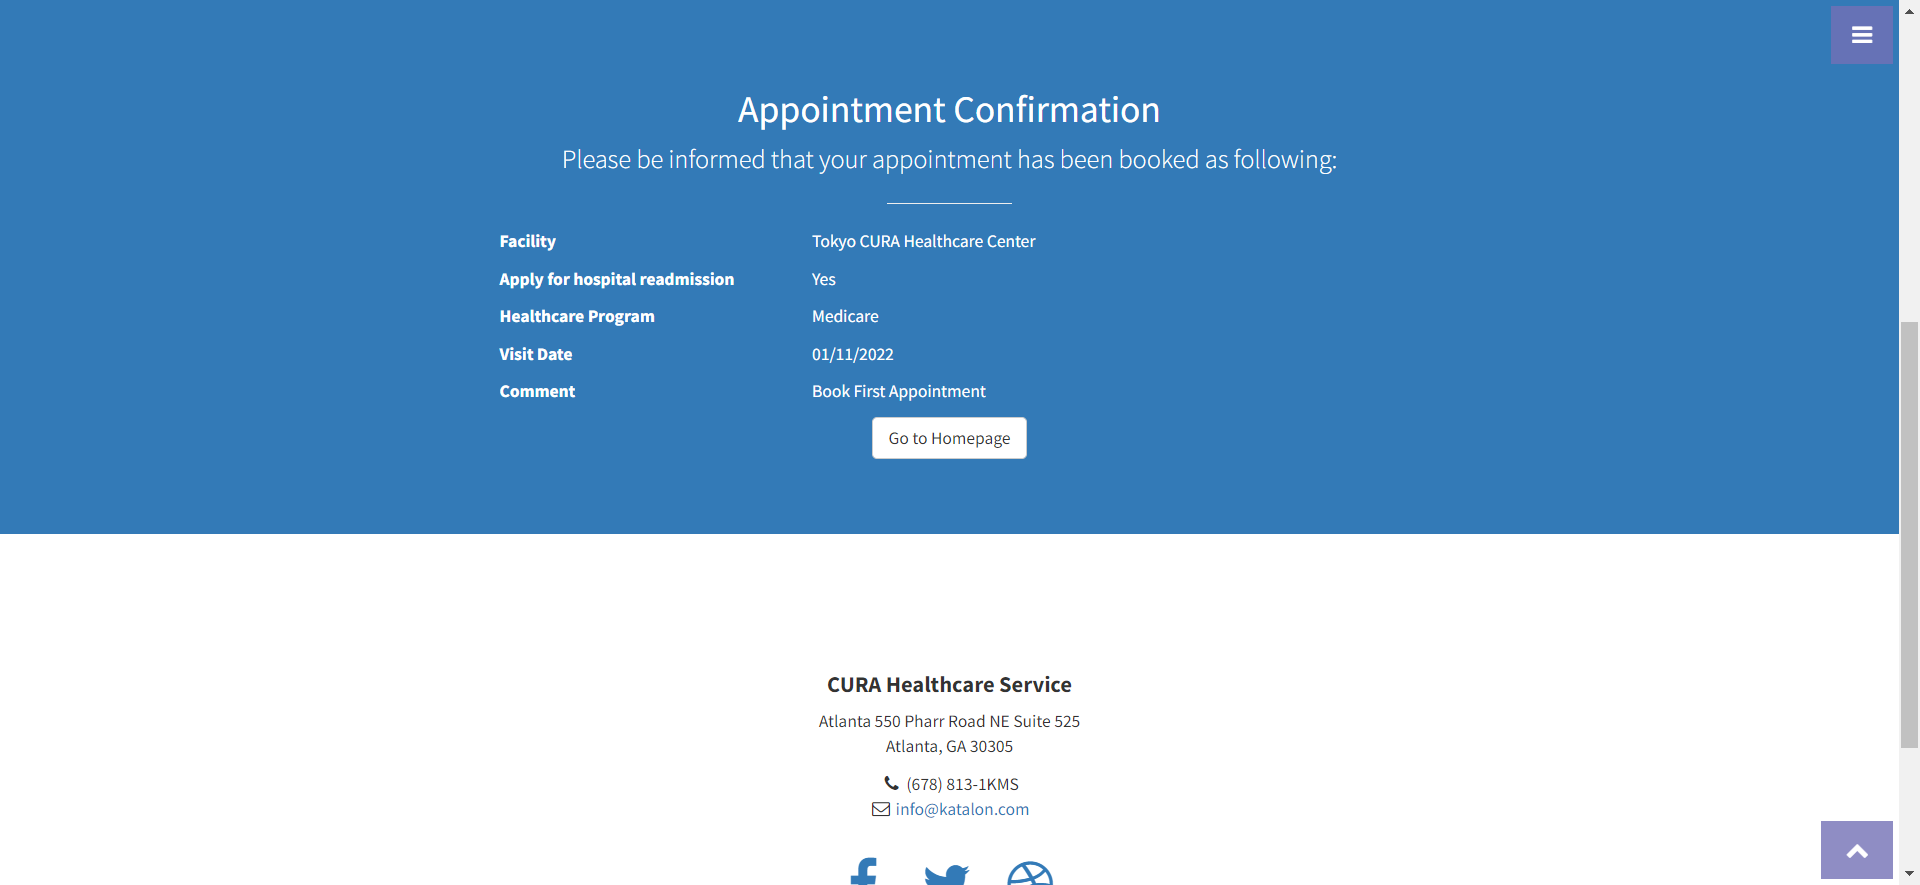 Appointment Confirmation
Please be informed that your appointment has been booked as following:
Facility Tokyo CURA Healthcare Center
Apply for hospital readmission Yes
Healthcare Program Medicare
Visit Date 01/11/2022
Comment Book First Appointment
Go to Homepage
CURA Healthcare Service
Atlanta 550 Pharr Road NE Suite 525
Atlanta, GA 30305
(678) 813-1KMS
info@katalon.com